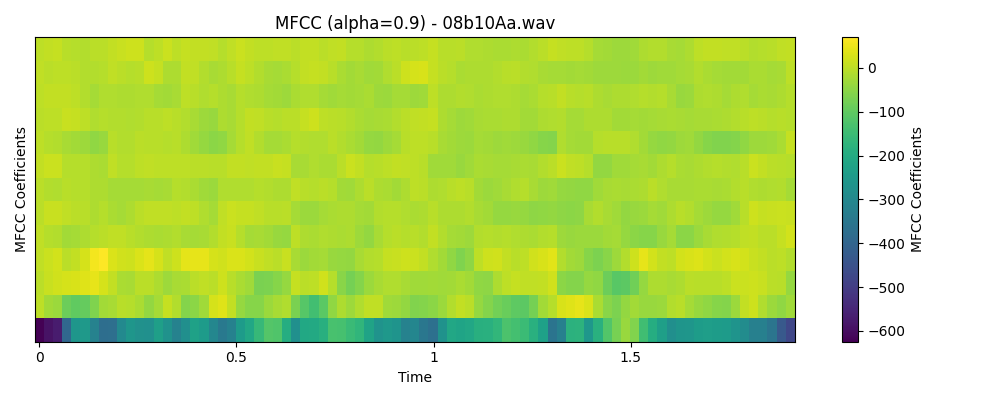 MFCC (alpha=0.9) - 08b10Aa.wav
MFCC Coefficients
0
0.5
1
1.5
Time
0
−100
−200
−300
−400
−500
−600
MFCC Coefficients